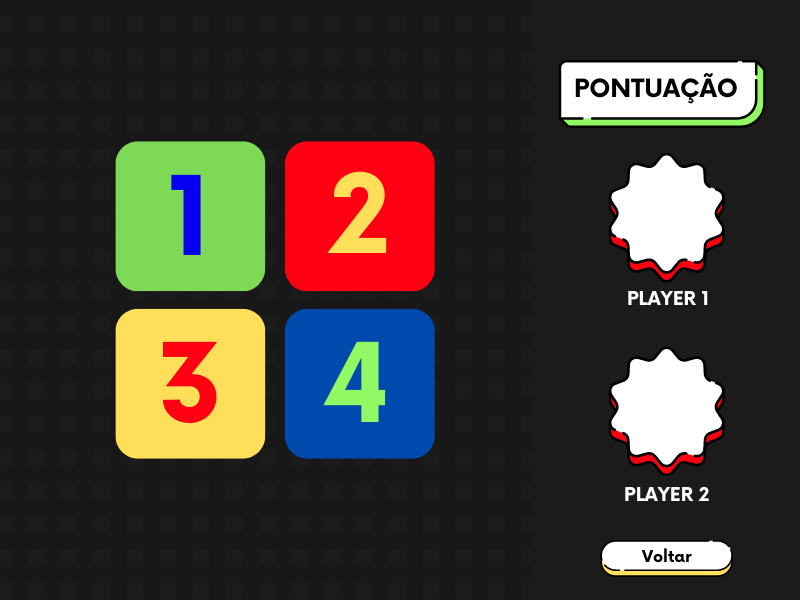 1
2
3
4
PONTUAÇÃO
PLAYER 1
PLAYER 2
Voltar